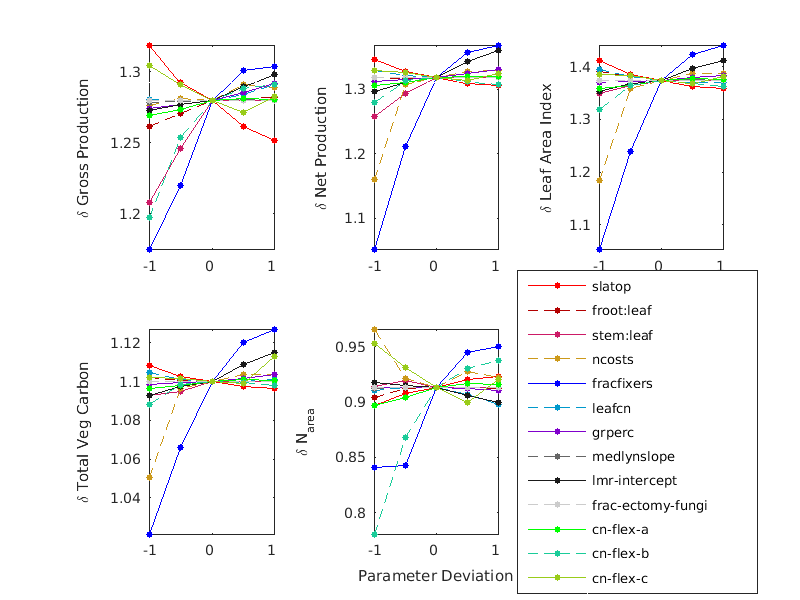 δ Gross Production
1.3
1.25
1.2
-1 0 1
δ Net Production
1.3
1.2
1.1
-1 0 1
δ Leaf Area Index
1.4
1.3
1.2
1.1
-1 0 1
δ Total Veg Carbon
1.12
1.1
1.08
1.06
1.04
-1 0 1
δ N_area
0.95
0.9
0.85
0.8
-1 0 1
Parameter Deviation
slatop
froot:leaf
stem:leaf
ncosts
fracfixers
leafcn
grperc
medlynslope
lmr-intercept
frac-ectomy-fungi
cn-flex-a
cn-flex-b
cn-flex-c